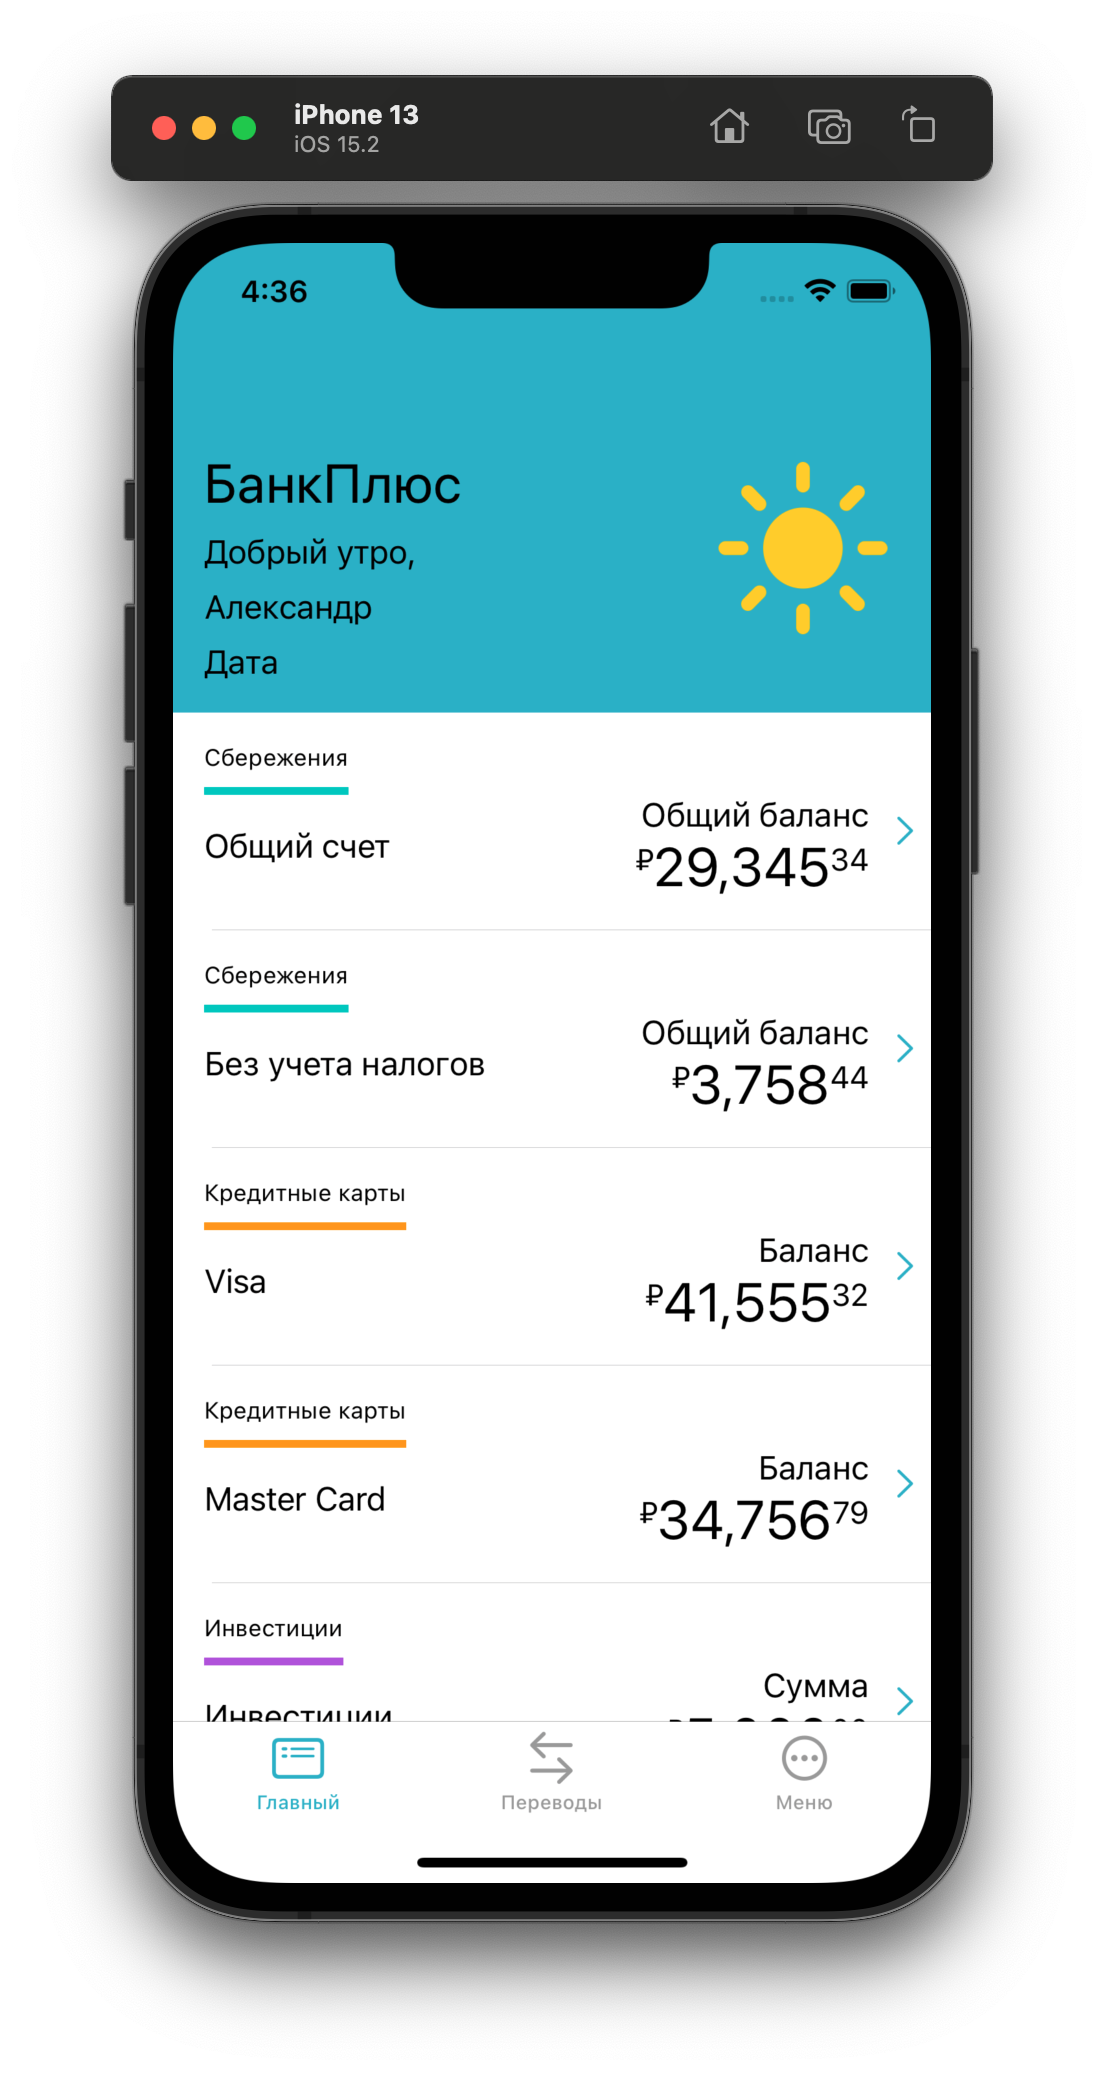 iPhone 13
iOS 15.2
4:36
БанкПлюс
Добрый утро,
Александр
Дата
Сбережения
Общий счет
Общий баланс
₽29,345 34
Сбережения
Без учета налогов
Общий баланс
₽3,758 44
Кредитные карты
Visa
Баланс
₽41,555 32
Кредитные карты
Master Card
Баланс
₽34,756 79
Инвестиции
Инвестиции
Сумма
Главный
Переводы
Меню